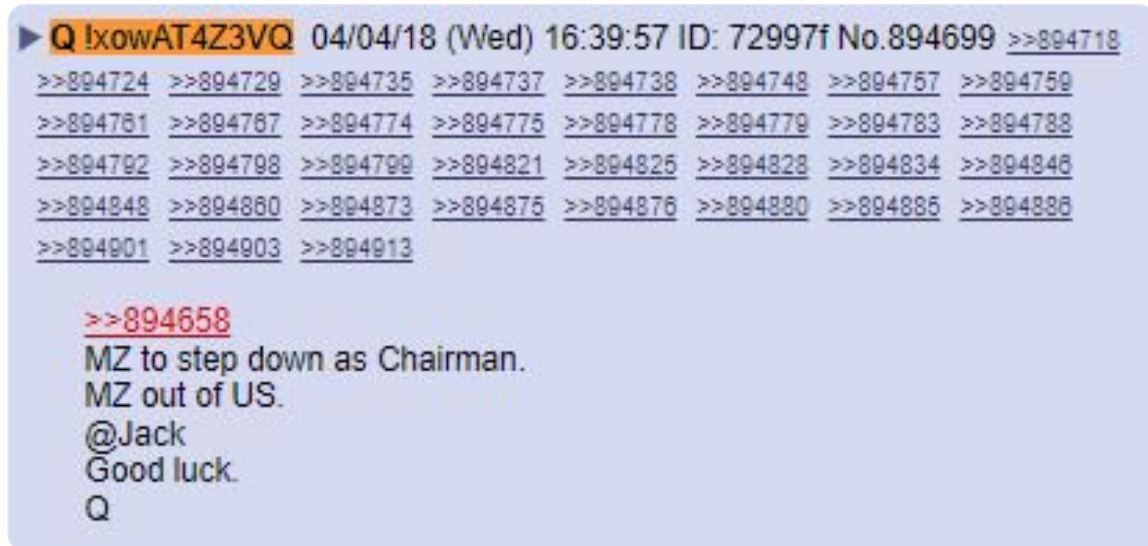 ▶ Q !xowAT4Z3VQ 04/04/18 (Wed) 16:39:57 ID: 72997f No.894699 >>894718
>>894724 >>894729 >>894735 >>894737 >>894738 >>894748 >>894757 >>894759
>>894761 >>894767 >>894774 >>894775 >>894778 >>894779 >>894783 >>894788
>>894792 >>894798 >>894799 >>894821 >>894825 >>894828 >>894834 >>894846
>>894848 >>894860 >>894873 >>894875 >>894876 >>894880 >>894885 >>894886
>>894901 >>894903 >>894913
>>894658
MZ to step down as Chairman.
MZ out of US.
@Jack
Good luck.
Q